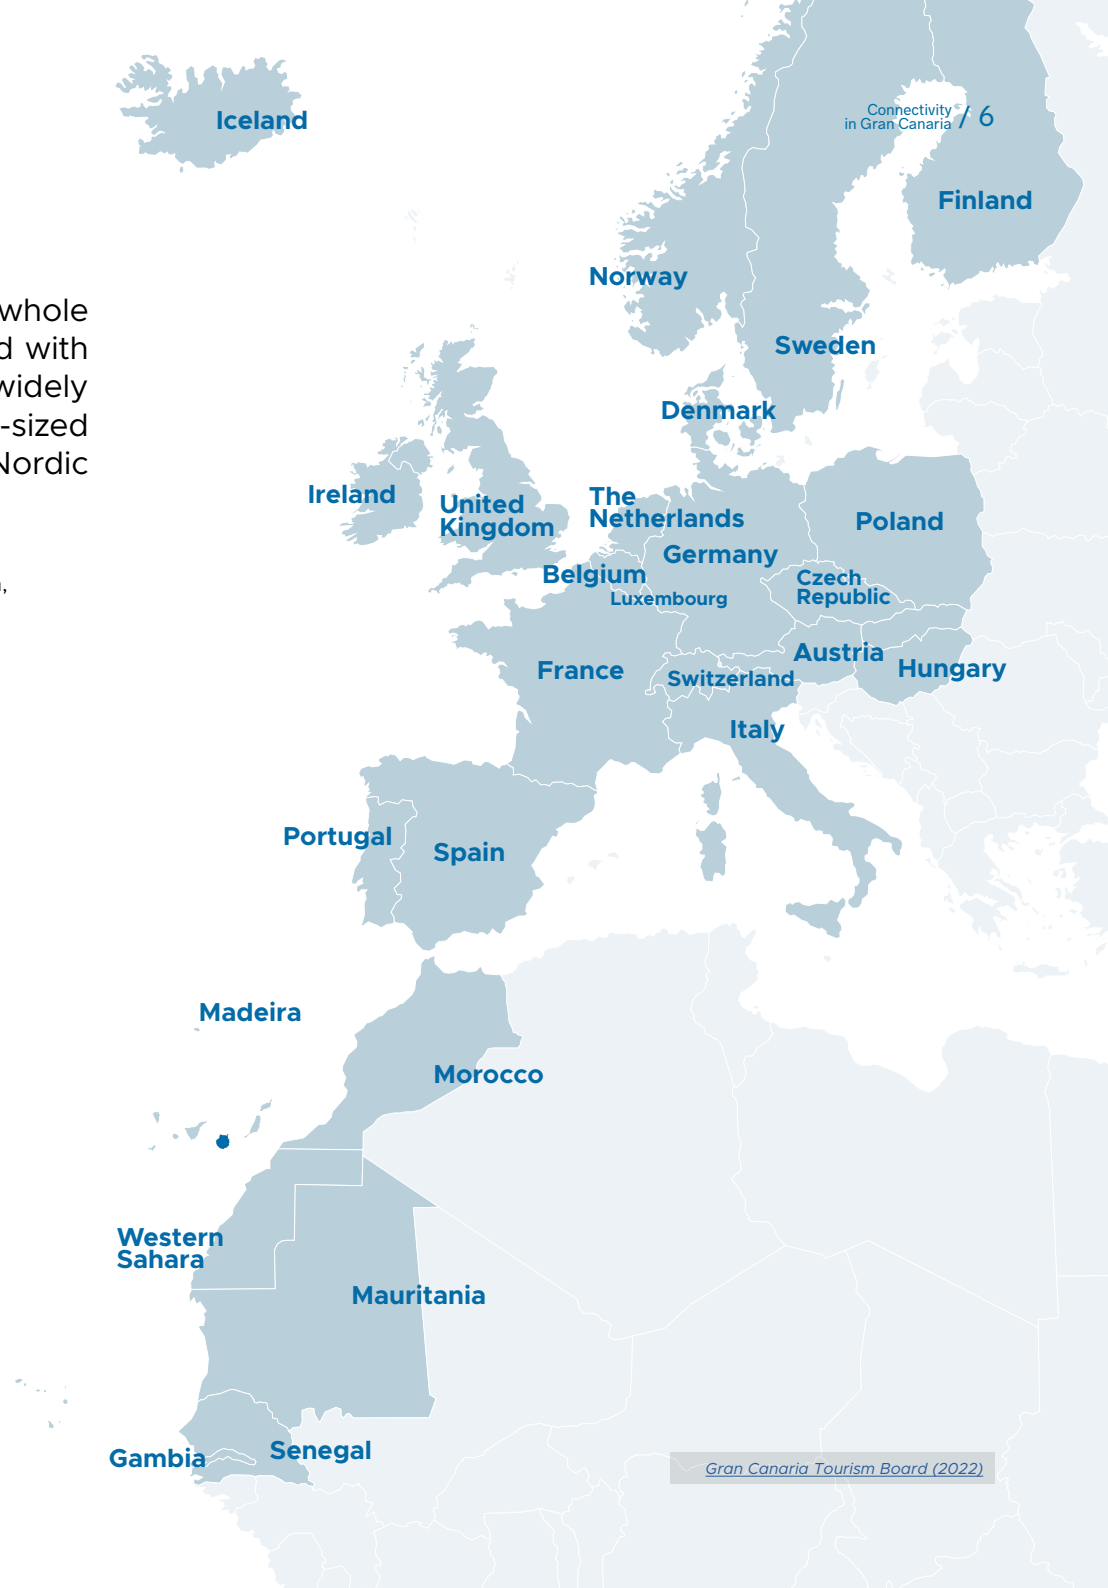 Iceland
Connectivity
in Gran Canaria / 6
Finland
Norway
whole
with
widely
-sized
Nordic
Sweden
Denmark
Ireland
United
Kingdom
The
Netherlands
Poland
Germany
Belgium
Czech
Republic
Luxembourg
Austria
France
Switzerland
Hungary
Italy
Portugal
Spain
Madeira
Morocco
Western
Sahara
Mauritania
Gambia
Senegal
Gran Canaria Tourism Board (2022)